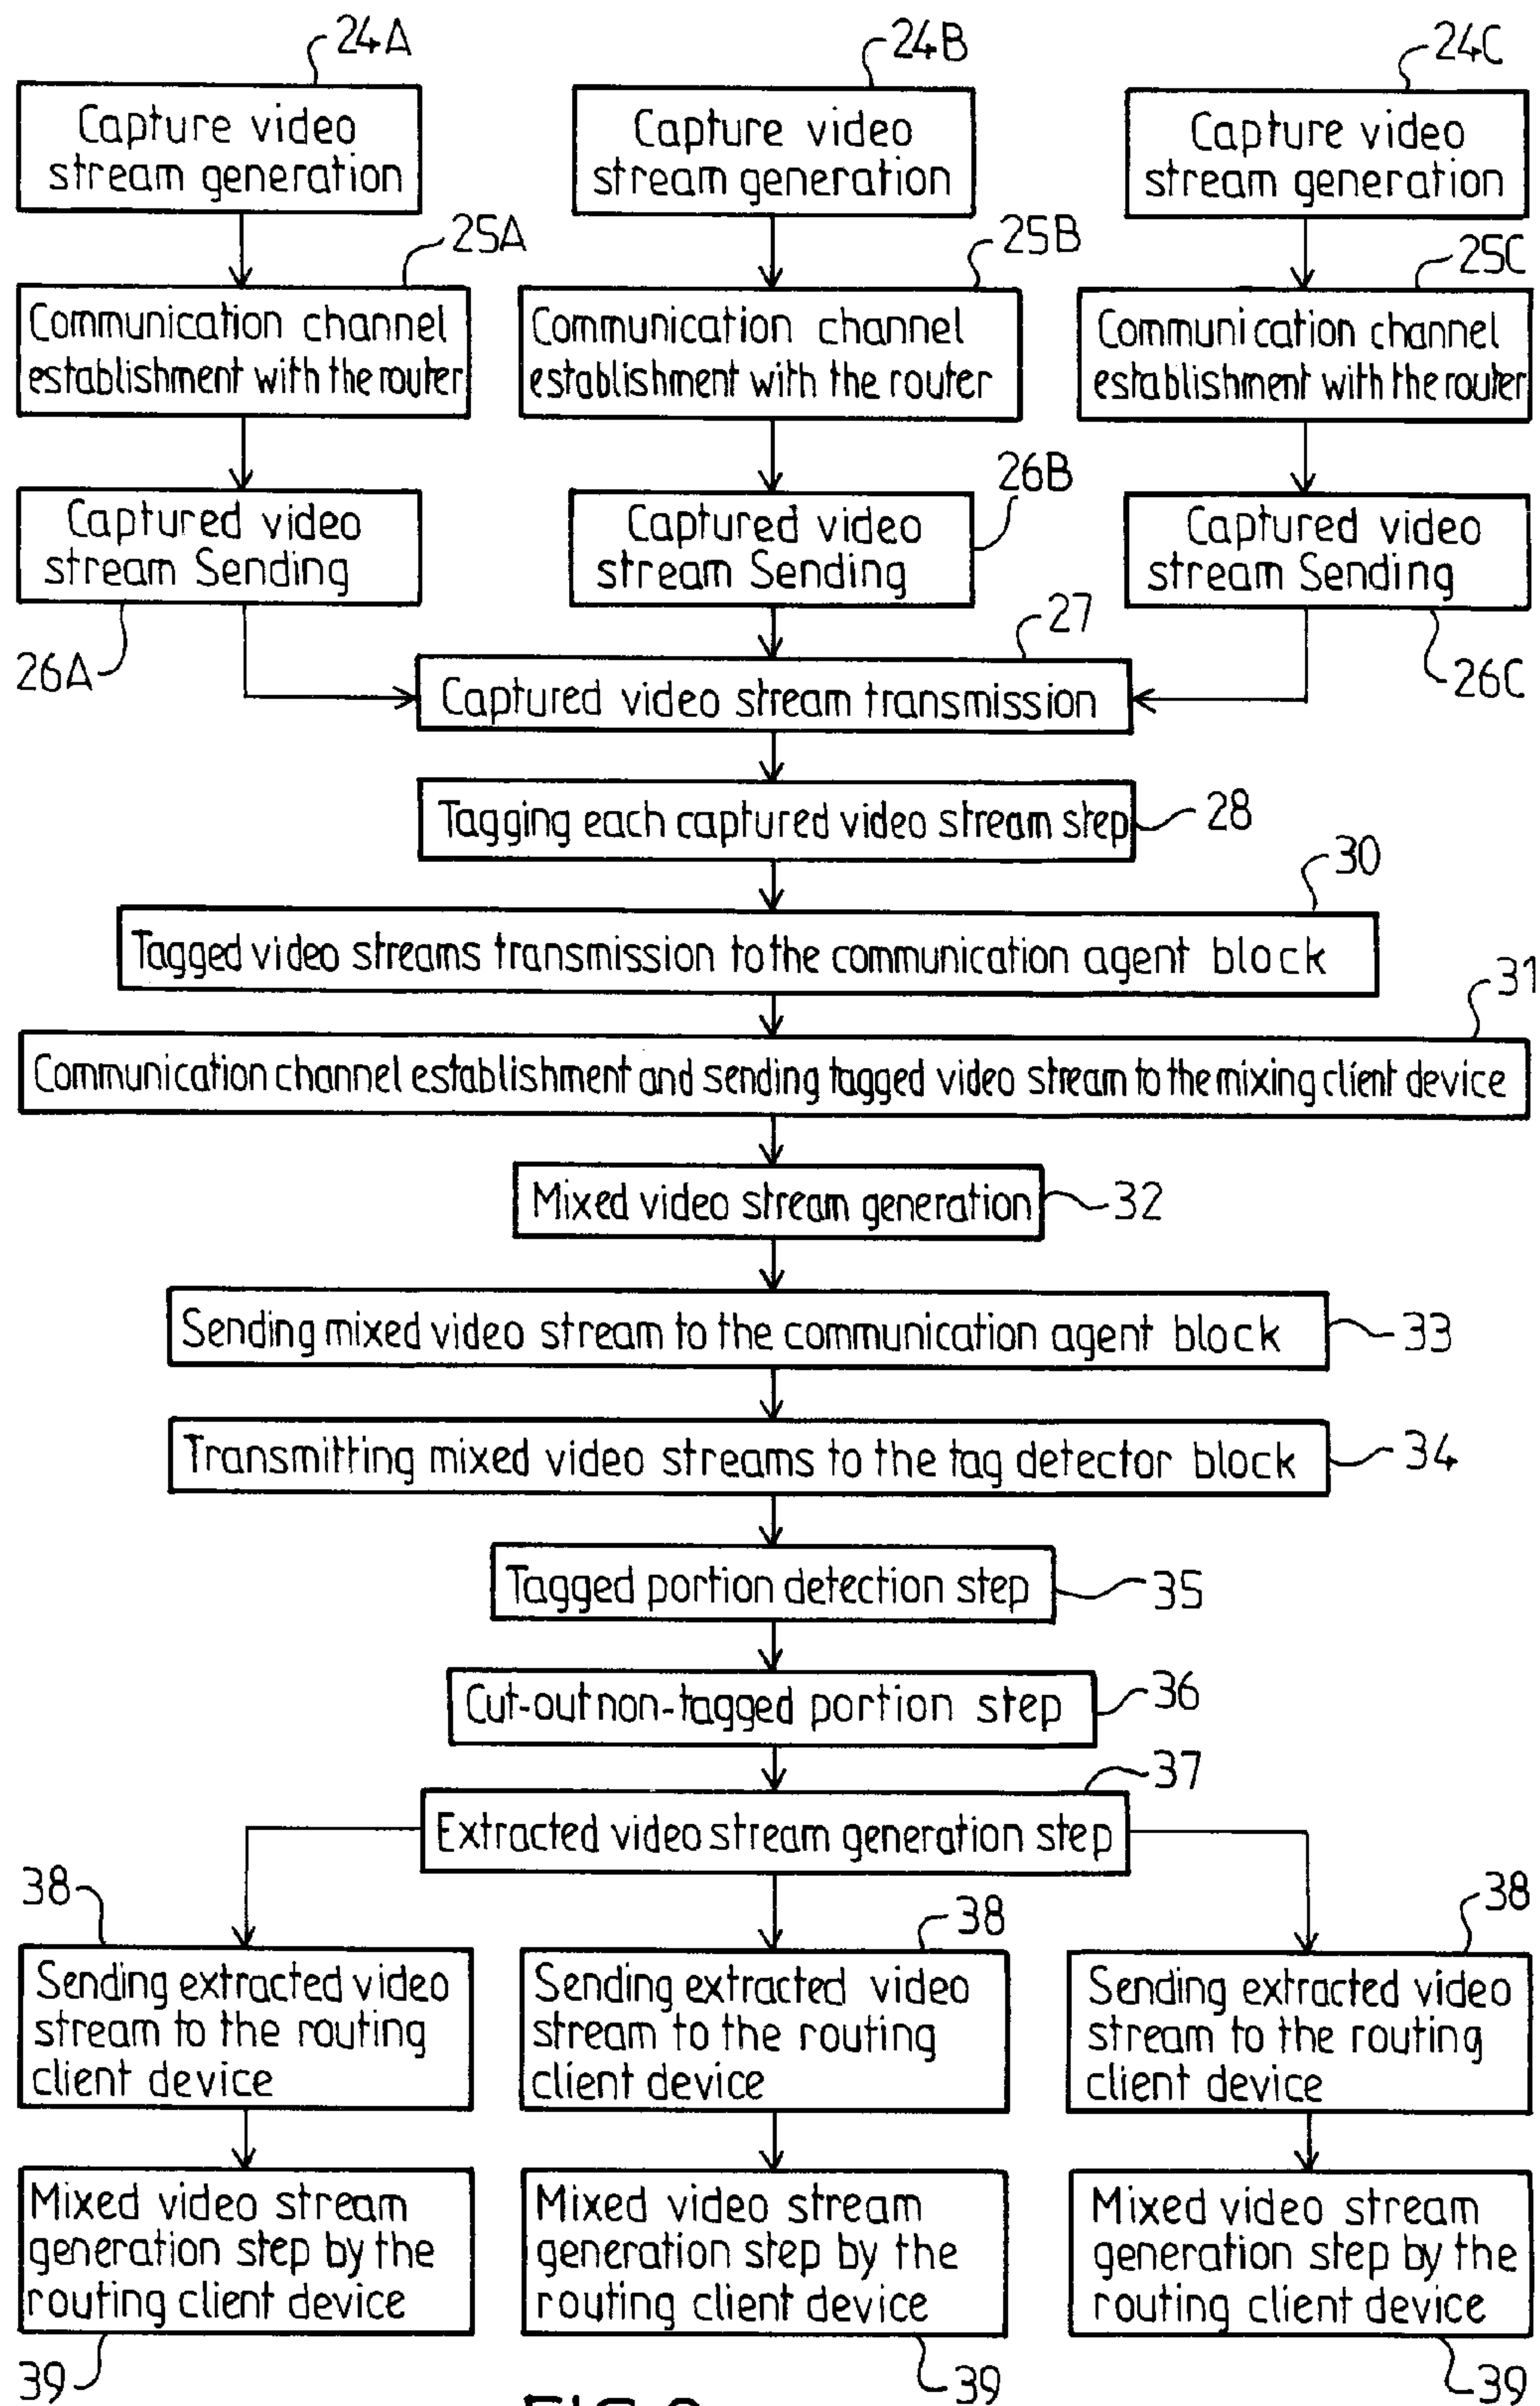 24A
24B
24C
Capture video
stream generation
Capture video
stream generation
Capture video
stream generation
25A
25B
25C
Communication channel
establishment with the router
Communication channel
establishment with the router
Communication channel
establishment with the router
26B
Captured video
stream Sending
Captured video
stream Sending
Captured video
stream Sending
26A
27
26C
Captured video stream transmission
Tagging each captured video stream step
28
30
Tagged video streams transmission to the communication agent block
31
Communication channel establishment and sending tagged video stream to the mixing client device
Mixed video stream generation
32
Sending mixed video stream to the communication agent block
33
Transmitting mixed video streams to the tag detector block
34
Tagged portion detection step
35
Cut-out non-tagged portion step
36
37
Extracted video stream generation step
38
38
38
Sending extracted video
stream to the routing
client device
Sending extracted video
stream to the routing
client device
Sending extracted video
stream to the routing
client device
Mixed video stream
generation step by the
routing client device
Mixed video stream
generation step by the
routing client device
Mixed video stream
generation step by the
routing client device
39
39
39